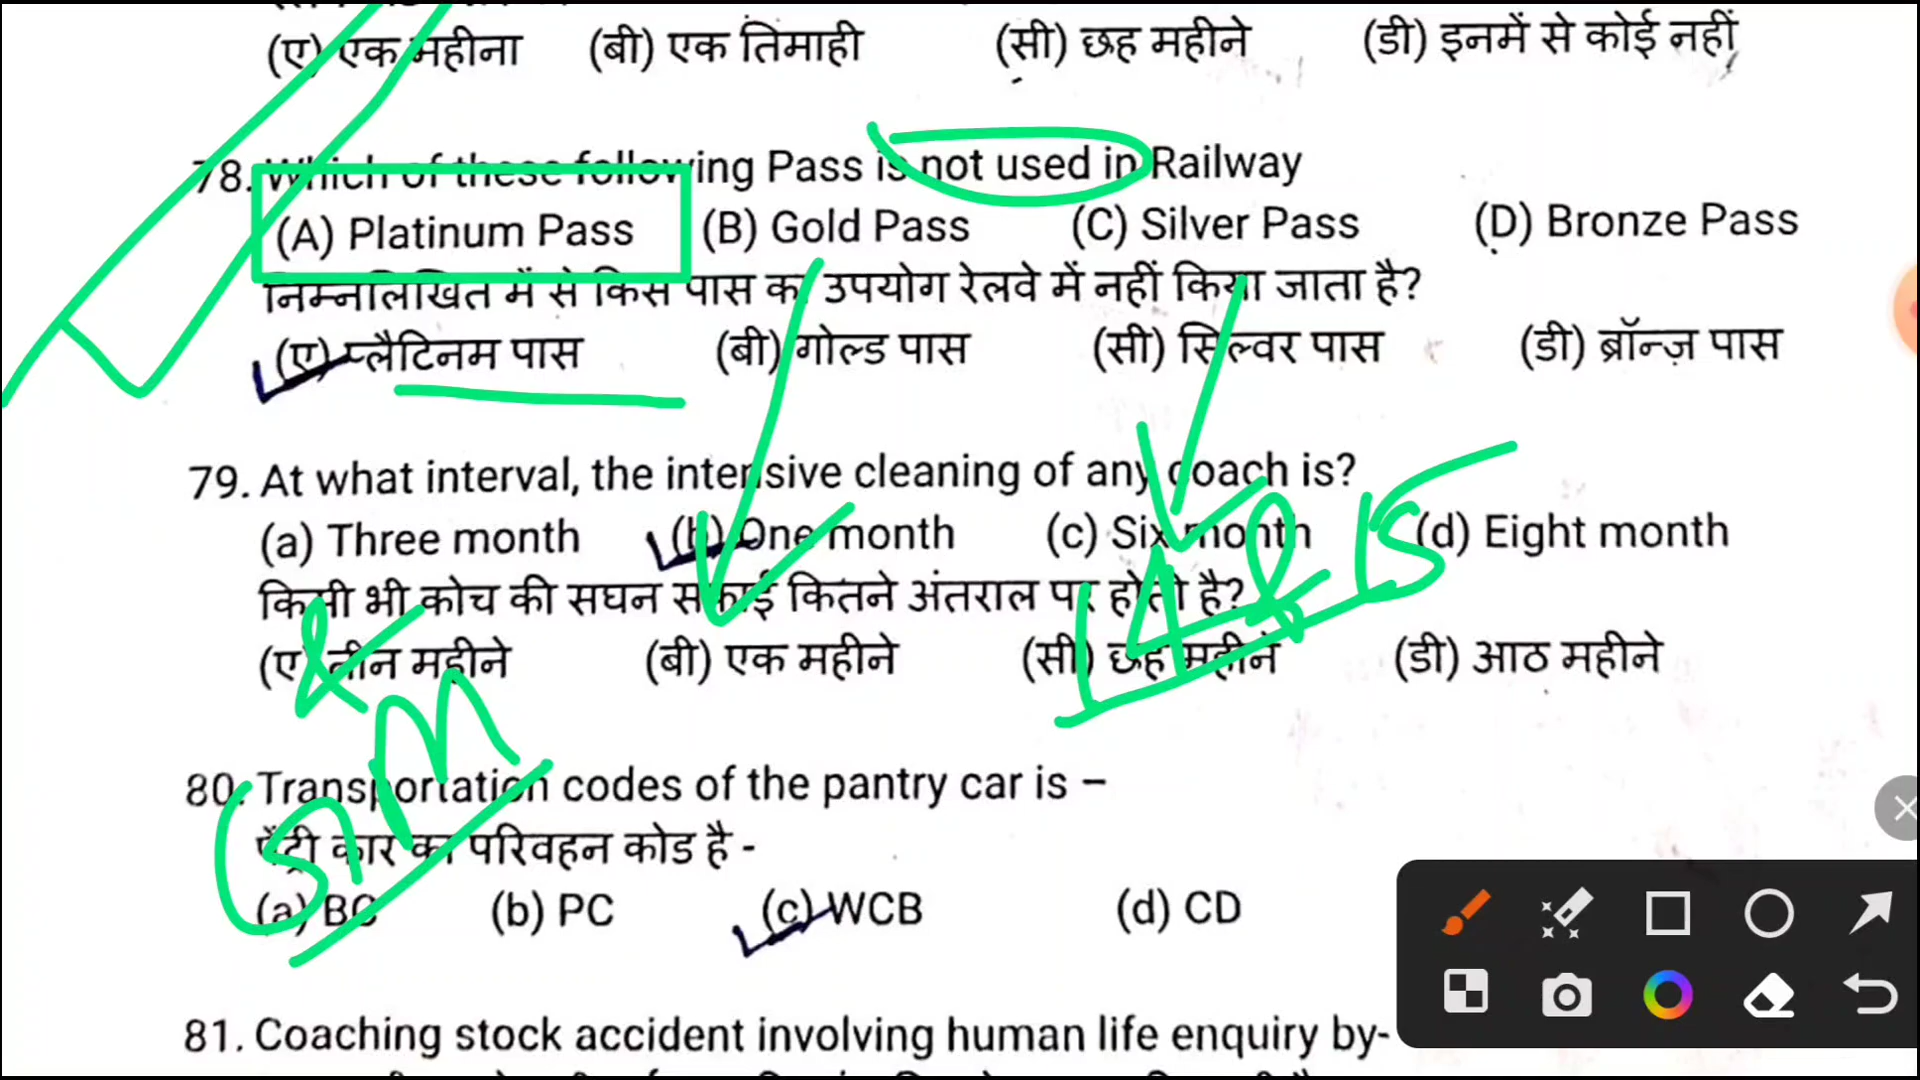 (ए) एक महीना (बी) एक तिमाही (सी) छह महीने (डी) इनमें से कोई नहीं
78. Which of these following Pass is not used in Railway
(A) Platinum Pass (B) Gold Pass (C) Silver Pass (D) Bronze Pass
निम्नलिखित में से किस पास का उपयोग रेलवे में नहीं किया जाता है?
(ए) प्लैटिनम पास (बी) गोल्ड पास (सी) सिल्वर पास (डी) ब्रॉन्ज़ पास
79. At what interval, the intensive cleaning of any coach is?
(a) Three month (b) One month (c) Six month (d) Eight month
14 & 15
किसी भी कोच की सघन सफाई कितने अंतराल पर होती है?
(ए) तीन महीने (बी) एक महीने (सी) छह महीने (डी) आठ महीने
& GM
80. Transportation codes of the pantry car is –
पेंट्री कार का परिवहन कोड है -
(a) BC (b) PC (c) WCB (d) CD
81. Coaching stock accident involving human life enquiry by-